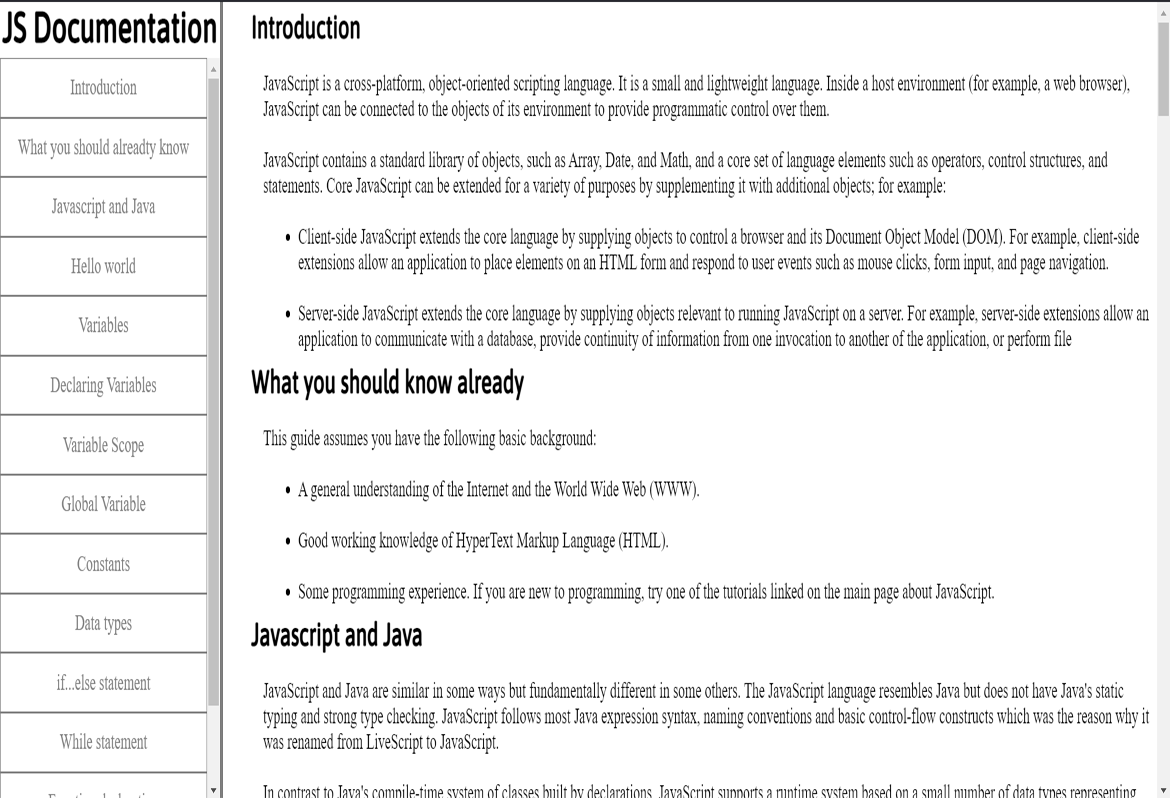 JS Documentation
Introduction
What you should alreadty know
Javascript and Java
Hello world
Variables
Declaring Variables
Variable Scope
Global Variable
Constants
Data types
if...else statement
While statement
Introduction
JavaScript is a cross-platform, object-oriented scripting language. It is a small and lightweight language. Inside a host environment (for example, a web browser),
JavaScript can be connected to the objects of its environment to provide programmatic control over them.
JavaScript contains a standard library of objects, such as Array, Date, and Math, and a core set of language elements such as operators, control structures, and
statements. Core JavaScript can be extended for a variety of purposes by supplementing it with additional objects; for example:
• Client-side JavaScript extends the core language by supplying objects to control a browser and its Document Object Model (DOM). For example, client-side
extensions allow an application to place elements on an HTML form and respond to user events such as mouse clicks, form input, and page navigation.
• Server-side JavaScript extends the core language by supplying objects relevant to running JavaScript on a server. For example, server-side extensions allow an
application to communicate with a database, provide continuity of information from one invocation to another of the application, or perform file
What you should know already
This guide assumes you have the following basic background:
• A general understanding of the Internet and the World Wide Web (WWW).
• Good working knowledge of HyperText Markup Language (HTML).
• Some programming experience. If you are new to programming, try one of the tutorials linked on the main page about JavaScript.
Javascript and Java
JavaScript and Java are similar in some ways but fundamentally different in some others. The JavaScript language resembles Java but does not have Java's static
typing and strong type checking. JavaScript follows most Java expression syntax, naming conventions and basic control-flow constructs which was the reason why it
was renamed from LiveScript to JavaScript.
In contrast to Java's compile-time system of classes built by declarations, JavaScript supports a runtime system based on a small number of data types representing